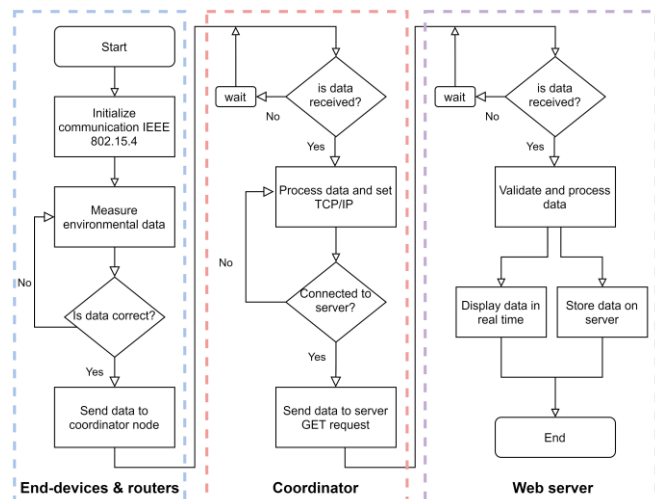 Start
Initialize
communication IEEE
802.15.4
Measure
environmental data
No
Is data correct?
Yes
Send data to
coordinator node
End-devices & routers
is data
received?
wait
No
Yes
Process data and set
TCP/IP
No
Connected to
server?
Yes
Send data to server
GET request
Coordinator
is data
received?
wait
No
Yes
Validate and process
data
Display data in
real time
Store data on
server
End
Web server